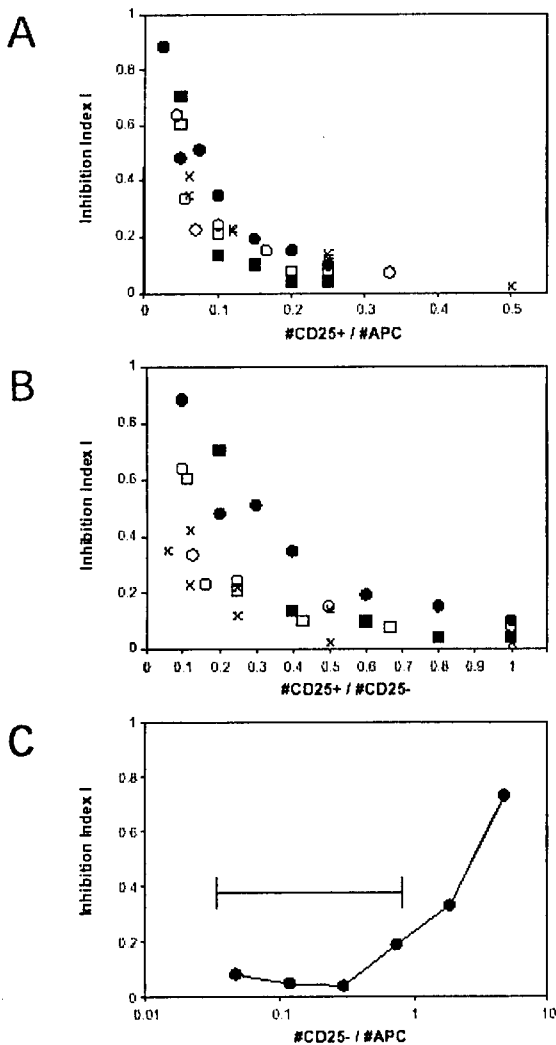 A
Inhibition Index I
1
0.8
0.6
0.4
0.2
0
0 0.1 0.2 0.3 0.4 0.5
#CD25+ / #APC
B
Inhibition Index I
1
0.8
0.6
0.4
0.2
0
0 0.1 0.2 0.3 0.4 0.5 0.6 0.7 0.8 0.9 1
#CD25+ / #CD25-
C
Inhibition Index I
1
0.8
0.6
0.4
0.2
0
0.01 0.1 1 10
#CD25- / #APC